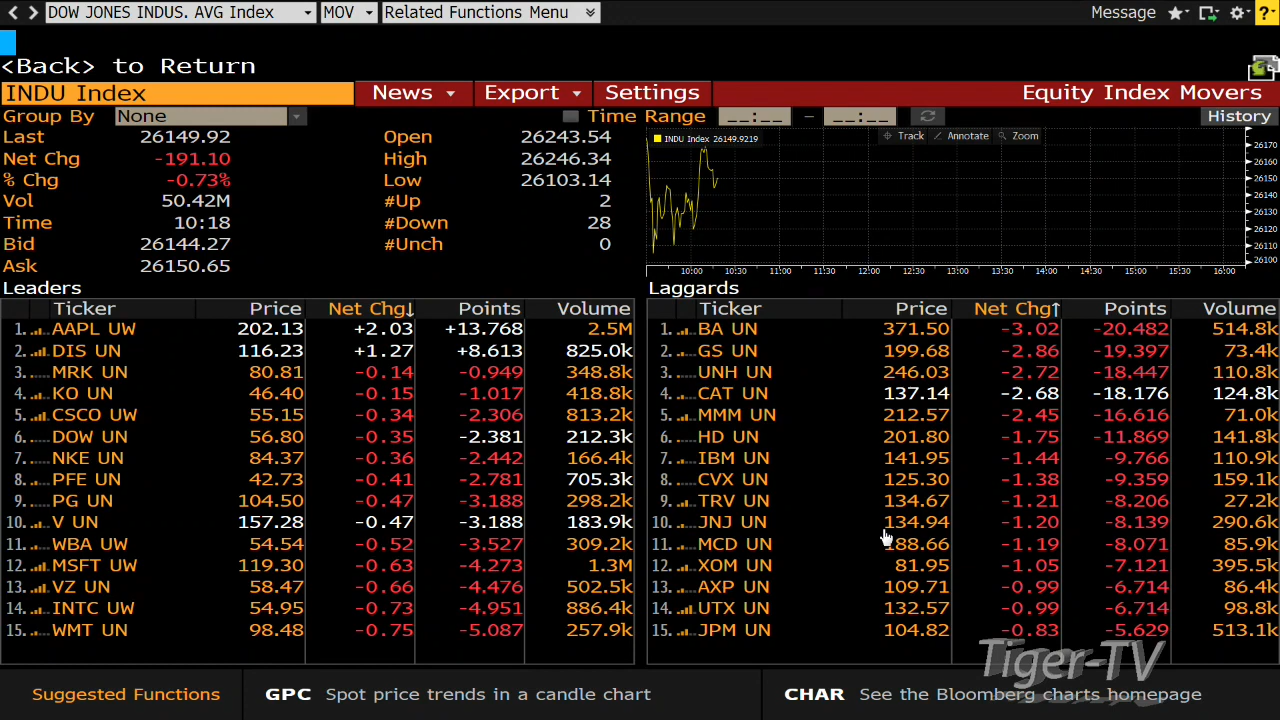 DOW JONES INDUS. AVG Index MOV Related Functions Menu Message ?
<Back> to Return
INDU Index News Export Settings Equity Index Movers
Group By None Time Range __:__ – __:__ History
Last 26149.92 Open 26243.54
Net Chg -191.10 High 26246.34
% Chg -0.73% Low 26103.14
Vol 50.42M #Up 2
Time 10:18 #Down 28
Bid 26144.27 #Unch 0
Ask 26150.65
INDU Index 26149.9219 Track Annotate Zoom
26170
26160
26150
26140
26130
26120
26110
26100
10:00 10:30 11:00 11:30 12:00 12:30 13:00 13:30 14:00 14:30 15:00 15:30 16:00
Leaders
Ticker Price Net Chg↓ Points Volume
1. AAPL UW 202.13 +2.03 +13.768 2.5M
2. DIS UN 116.23 +1.27 +8.613 825.0k
3. MRK UN 80.81 -0.14 -0.949 348.8k
4. KO UN 46.40 -0.15 -1.017 418.8k
5. CSCO UW 55.15 -0.34 -2.306 813.2k
6. DOW UN 56.80 -0.35 -2.381 212.3k
7. NKE UN 84.37 -0.36 -2.442 166.4k
8. PFE UN 42.73 -0.41 -2.781 705.3k
9. PG UN 104.50 -0.47 -3.188 298.2k
10. V UN 157.28 -0.47 -3.188 183.9k
11. WBA UW 54.54 -0.52 -3.527 309.2k
12. MSFT UW 119.30 -0.63 -4.273 1.3M
13. VZ UN 58.47 -0.66 -4.476 502.5k
14. INTC UW 54.95 -0.73 -4.951 886.4k
15. WMT UN 98.48 -0.75 -5.087 257.9k
Laggards
Ticker Price Net Chg↑ Points Volume
1. BA UN 371.50 -3.02 -20.482 514.8k
2. GS UN 199.68 -2.86 -19.397 73.4k
3. UNH UN 246.03 -2.72 -18.447 110.8k
4. CAT UN 137.14 -2.68 -18.176 124.8k
5. MMM UN 212.57 -2.45 -16.616 71.0k
6. HD UN 201.80 -1.75 -11.869 141.8k
7. IBM UN 141.95 -1.44 -9.766 110.9k
8. CVX UN 125.30 -1.38 -9.359 159.1k
9. TRV UN 134.67 -1.21 -8.206 27.2k
10. JNJ UN 134.94 -1.20 -8.139 290.6k
11. MCD UN 188.66 -1.19 -8.071 85.9k
12. XOM UN 81.95 -1.05 -7.121 395.5k
13. AXP UN 109.71 -0.99 -6.714 86.4k
14. UTX UN 132.57 -0.99 -6.714 98.8k
15. JPM UN 104.82 -0.83 -5.629 513.1k
Tiger-TV
Suggested Functions GPC Spot price trends in a candle chart CHAR See the Bloomberg charts homepage